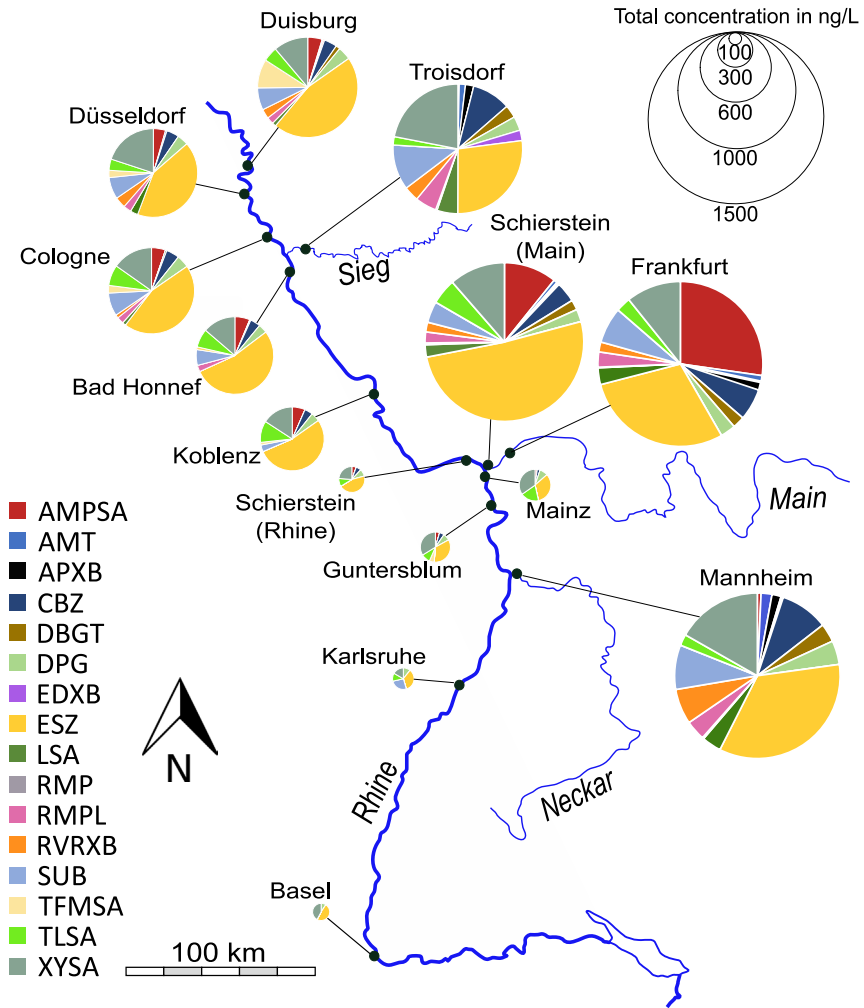 Total concentration in ng/L
100
300
600
1000
1500
Duisburg
Troisdorf
Düsseldorf
Schierstein
(Main)
Frankfurt
Cologne
Sieg
Bad Honnef
Koblenz
Schierstein
(Rhine)
Mainz
Main
Guntersblum
Mannheim
Karlsruhe
Rhine
Neckar
Basel
N
100 km
AMPSA
AMT
APXB
CBZ
DBGT
DPG
EDXB
ESZ
LSA
RMP
RMPL
RVRXB
SUB
TFMSA
TLSA
XYSA